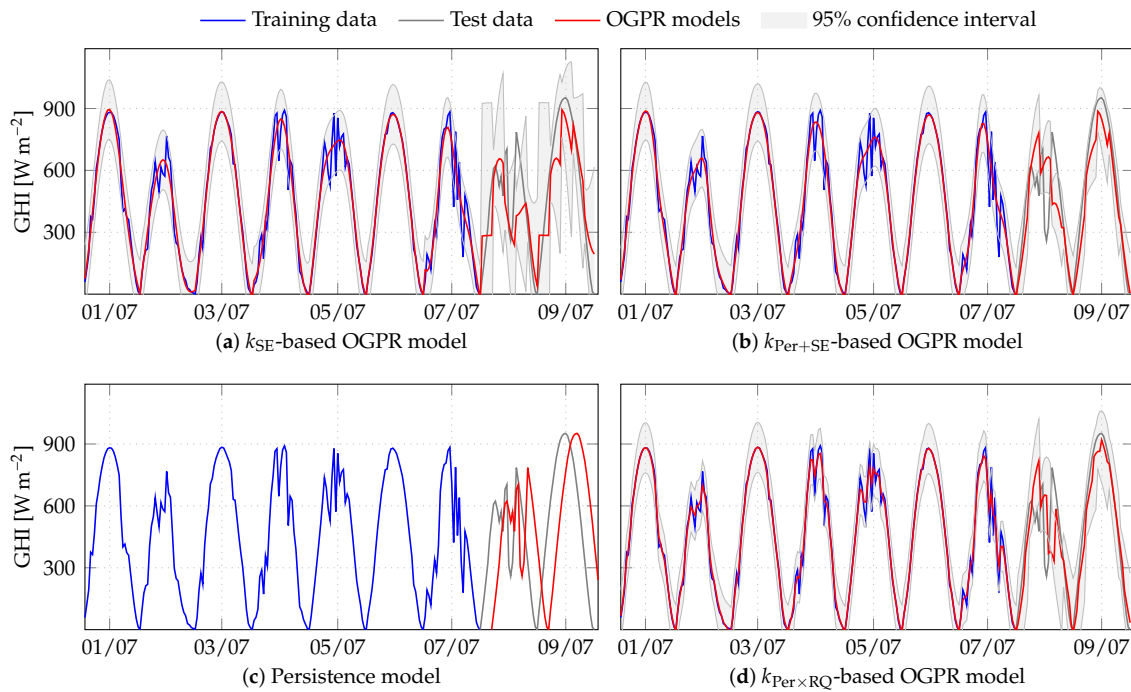 Training data Test data OGPR models 95% confidence interval
900
600
300
GHI [W m−2]
01/07 03/07 05/07 07/07 09/07
(a) kSE-based OGPR model
01/07 03/07 05/07 07/07 09/07
(b) kPer+SE-based OGPR model
900
600
300
GHI [W m−2]
01/07 03/07 05/07 07/07 09/07
(c) Persistence model
01/07 03/07 05/07 07/07 09/07
(d) kPer×RQ-based OGPR model